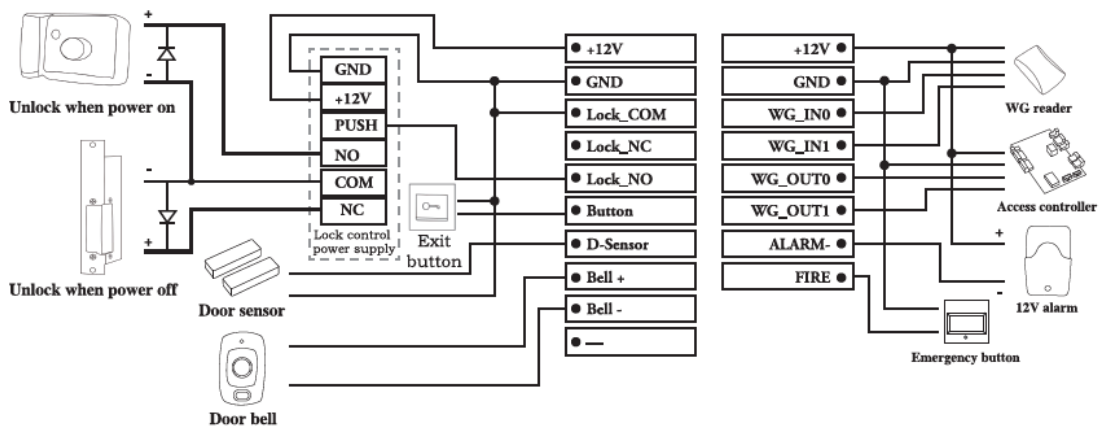 +
-
Unlock when power on
-
+
Unlock when power off
GND
+12V
PUSH
NO
COM
NC
Lock control
power supply
Exit
button
Door sensor
Door bell
+12V
GND
Lock_COM
Lock_NC
Lock_NO
Button
D-Sensor
Bell +
Bell -
—
+12V
GND
WG_IN0
WG_IN1
WG_OUT0
WG_OUT1
ALARM-
FIRE
WG reader
Access controller
+
-
12V alarm
Emergency button